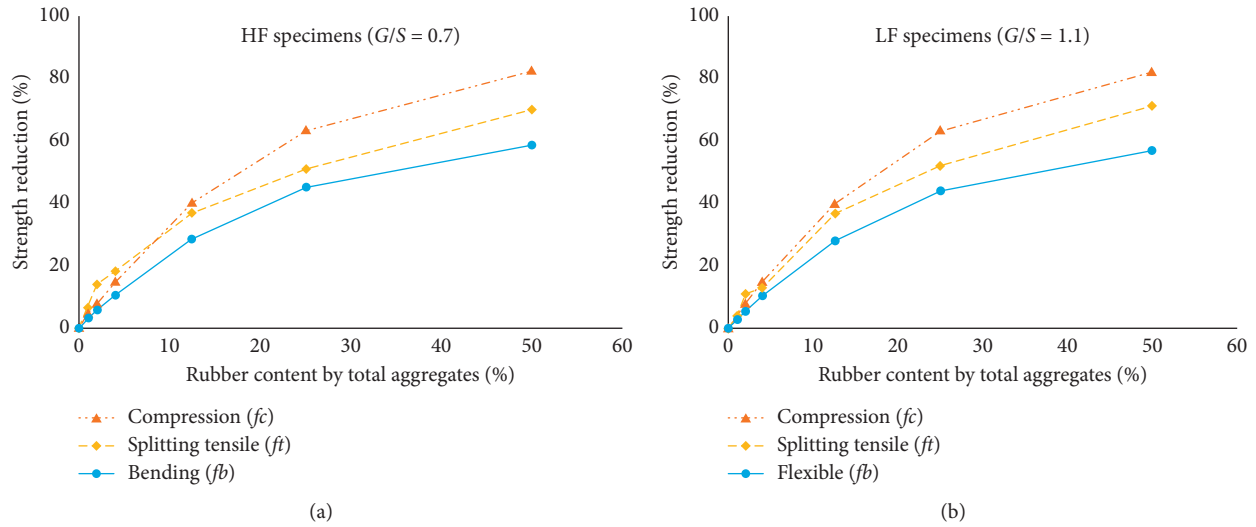 HF specimens (G/S = 0.7)
Strength reduction (%)
100
80
60
40
20
0
0 10 20 30 40 50 60
Rubber content by total aggregates (%)
Compression (fc)
Splitting tensile (ft)
Bending (fb)
(a)
LF specimens (G/S = 1.1)
Strength reduction (%)
100
80
60
40
20
0
0 10 20 30 40 50 60
Rubber content by total aggregates (%)
Compression (fc)
Splitting tensile (ft)
Flexible (fb)
(b)